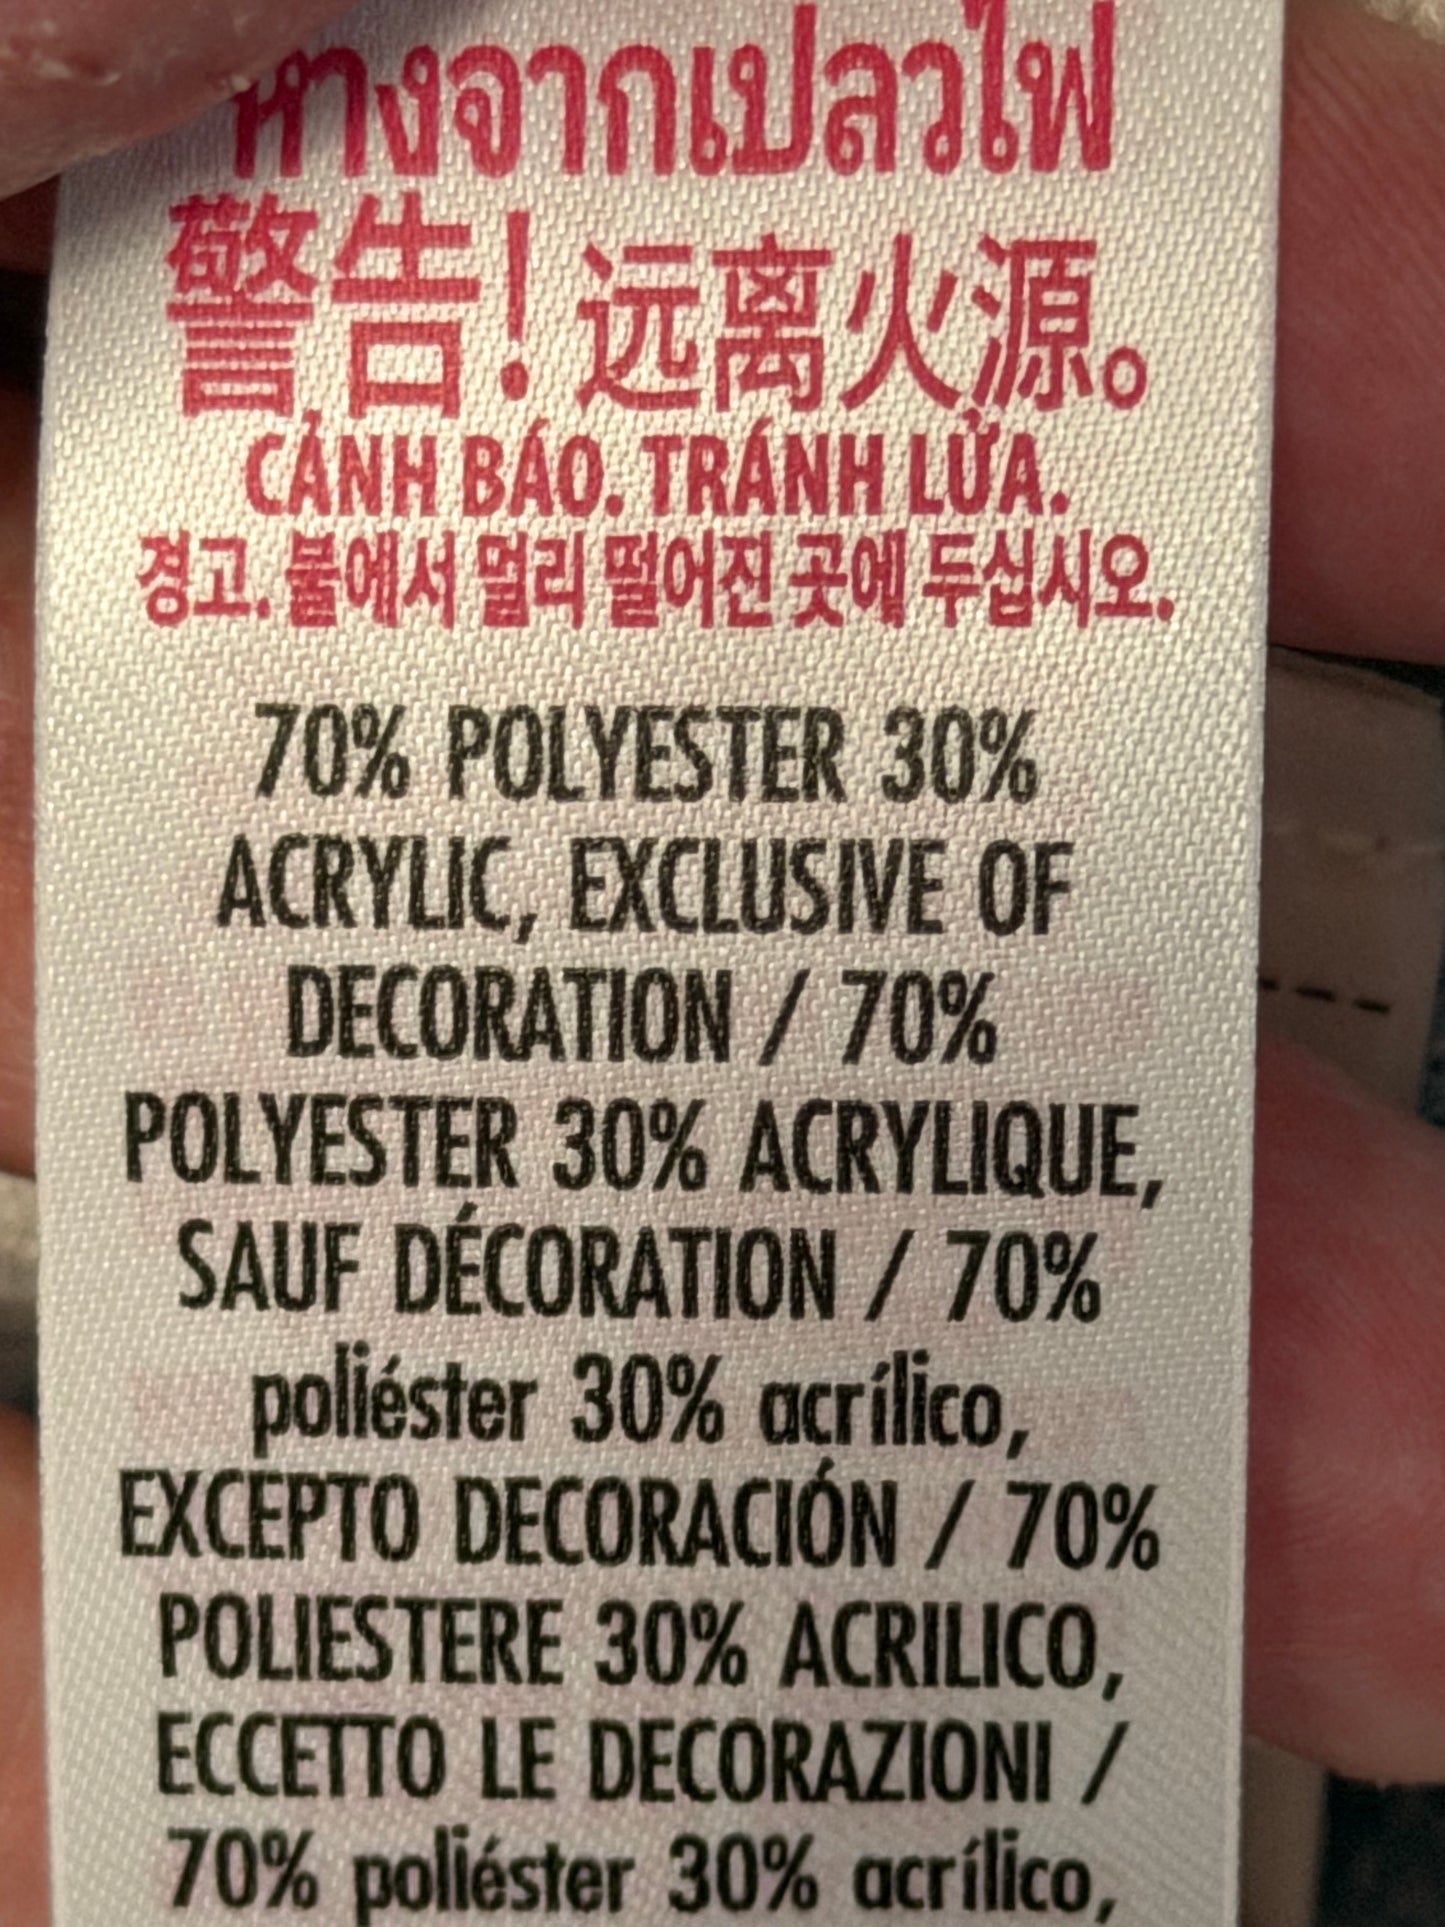 ห่างจากเปลวไฟ
警告！远离火源。
CẢNH BÁO. TRÁNH LỬA.
경고. 불에서 멀리 떨어진 곳에 두십시오.
70% POLYESTER 30%
ACRYLIC, EXCLUSIVE OF
DECORATION / 70%
POLYESTER 30% ACRYLIQUE,
SAUF DÉCORATION / 70%
poliéster 30% acrílico,
EXCEPTO DECORACIÓN / 70%
POLIESTERE 30% ACRILICO,
ECCETTO LE DECORAZIONI /
70% poliéster 30% acrílico,